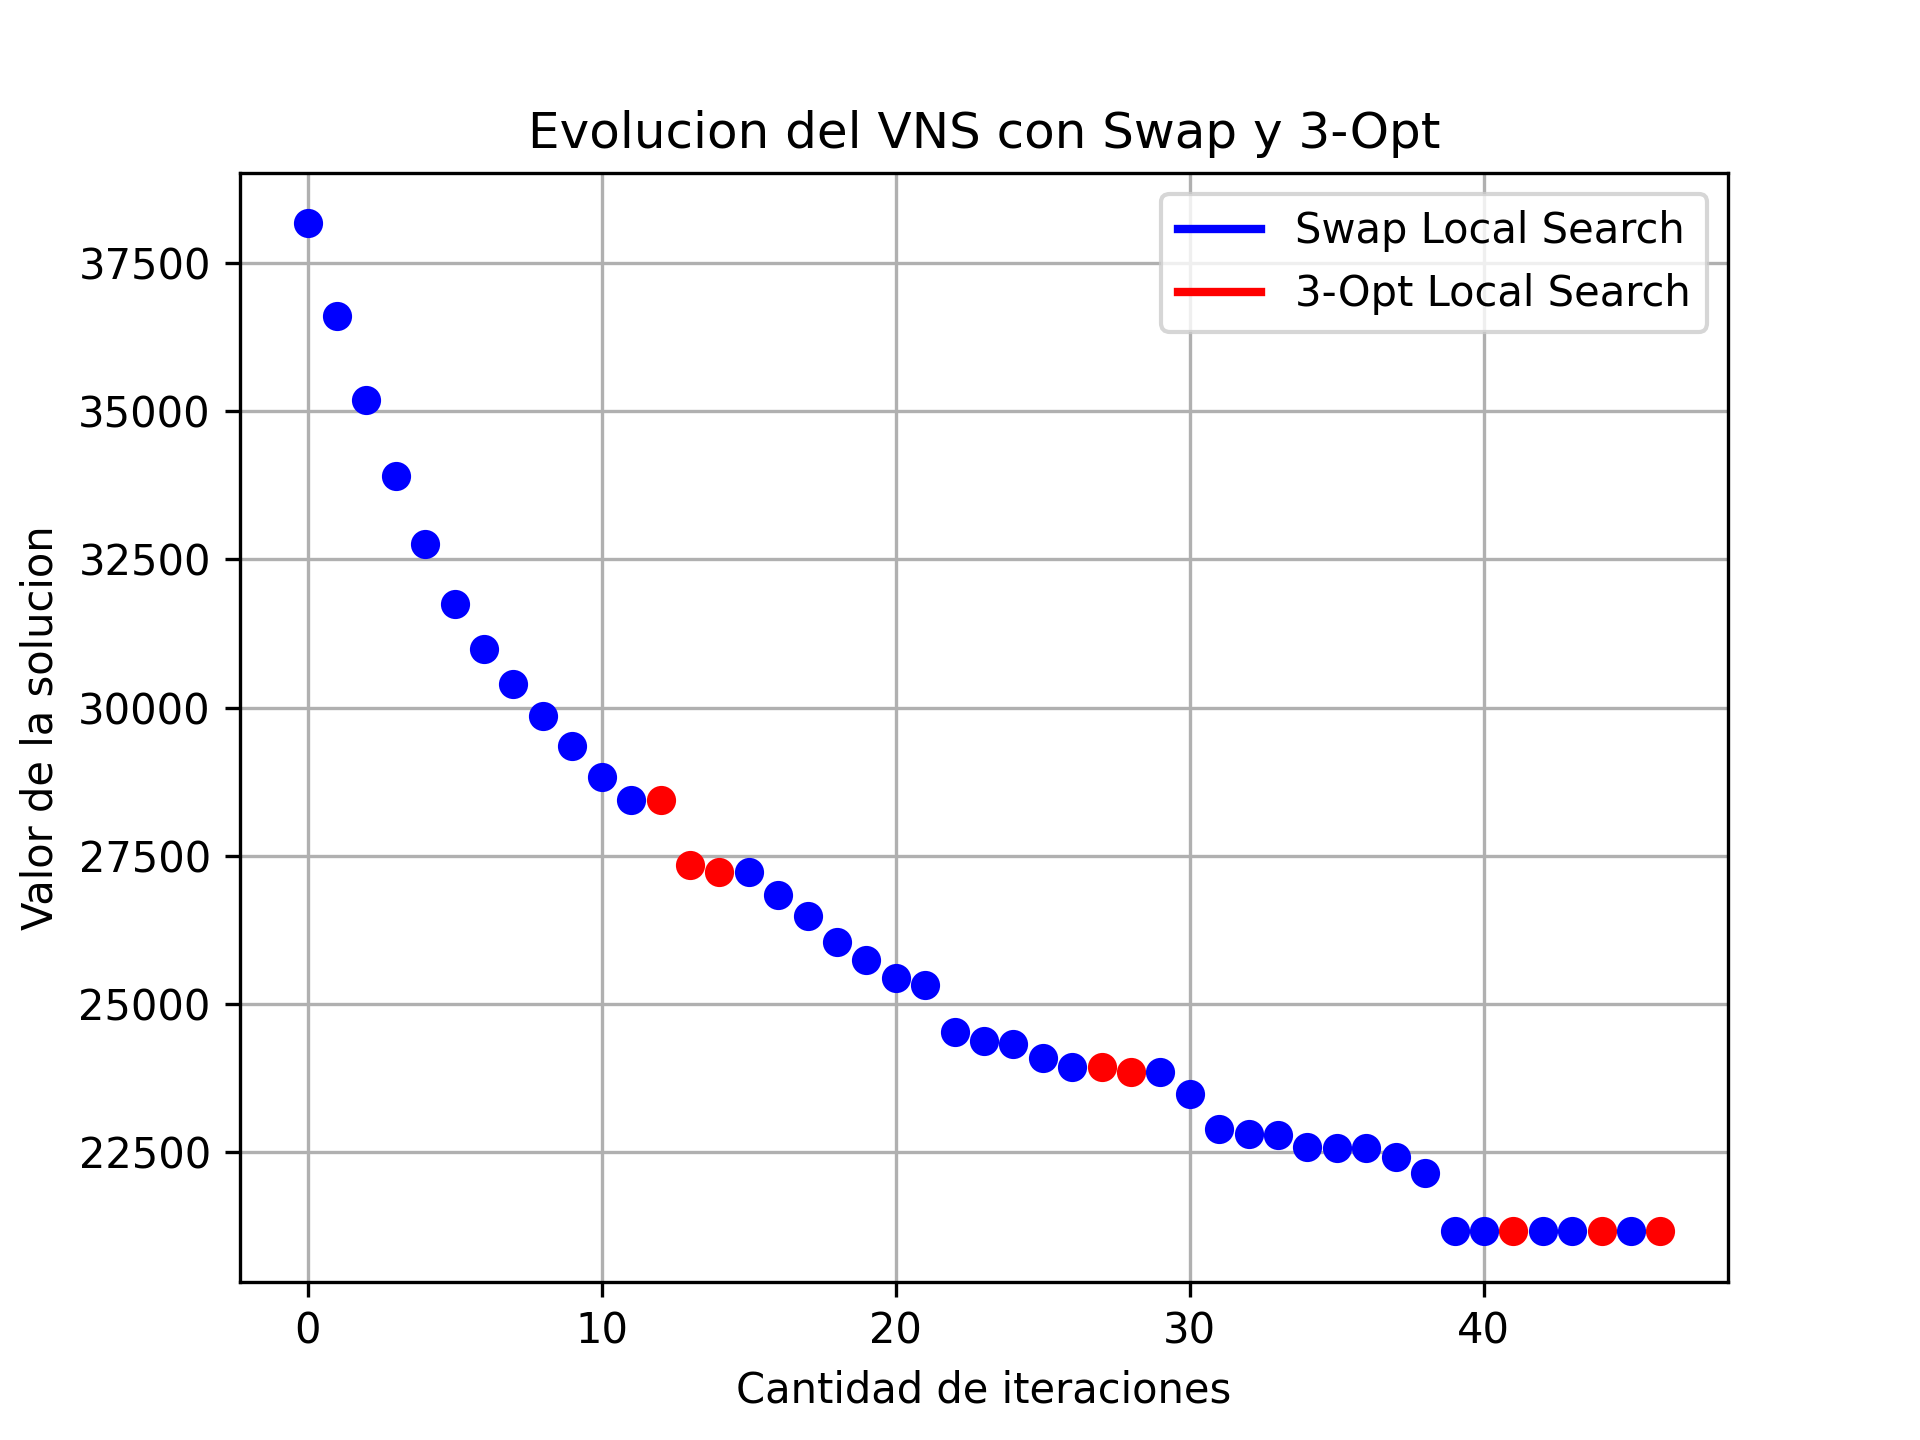 Evolucion del VNS con Swap y 3-Opt
Swap Local Search
3-Opt Local Search
Valor de la solucion
37500
35000
32500
30000
27500
25000
22500
0 10 20 30 40
Cantidad de iteraciones